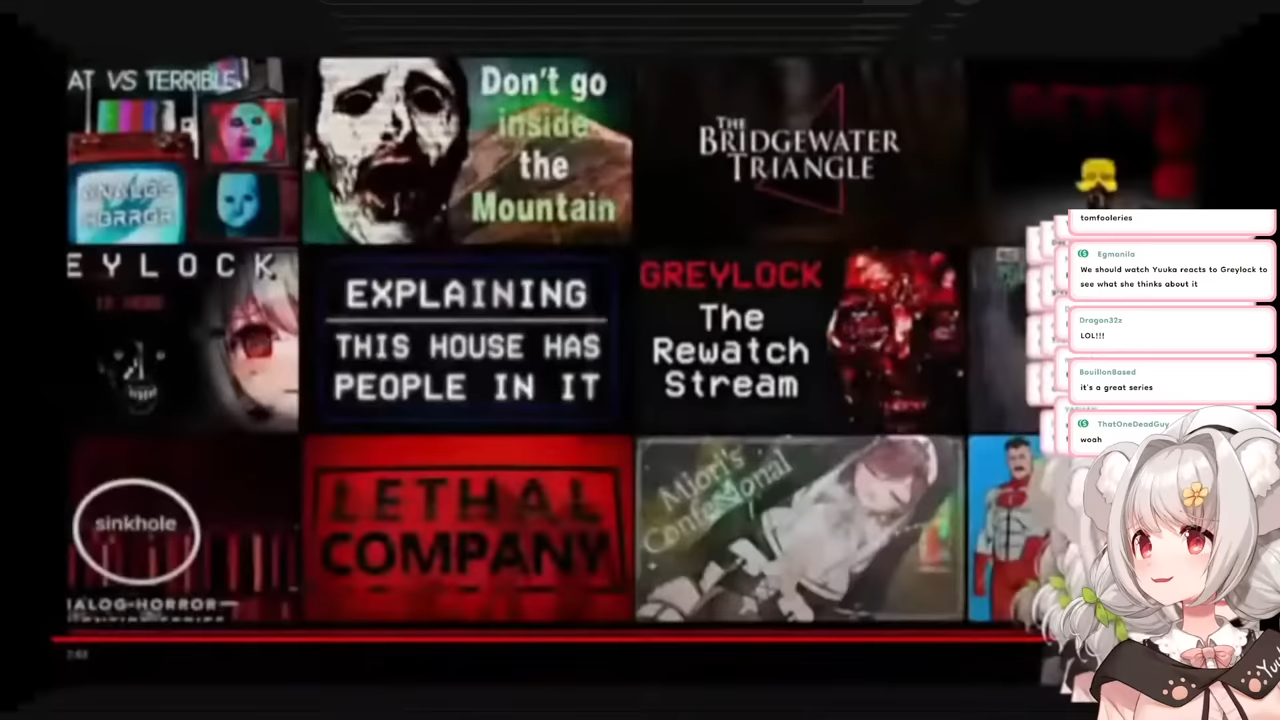 AT VS TERRIBLE
ANALOG
HORROR
Don't go
inside
the
Mountain
THE
BRIDGEWATER
TRIANGLE
EYLOCK
EXPLAINING
THIS HOUSE HAS
PEOPLE IN IT
GREYLOCK
The
Rewatch
Stream
sinkhole
IALOG-HORROR
LETHAL
COMPANY
Miori's
Confessional
tomfooleries
Egmanila
We should watch Yuuka reacts to Greylock to
see what she thinks about it
Dragon32z
LOL!!!
BouillonBased
it's a great series
ThatOneDeadGuy
woah